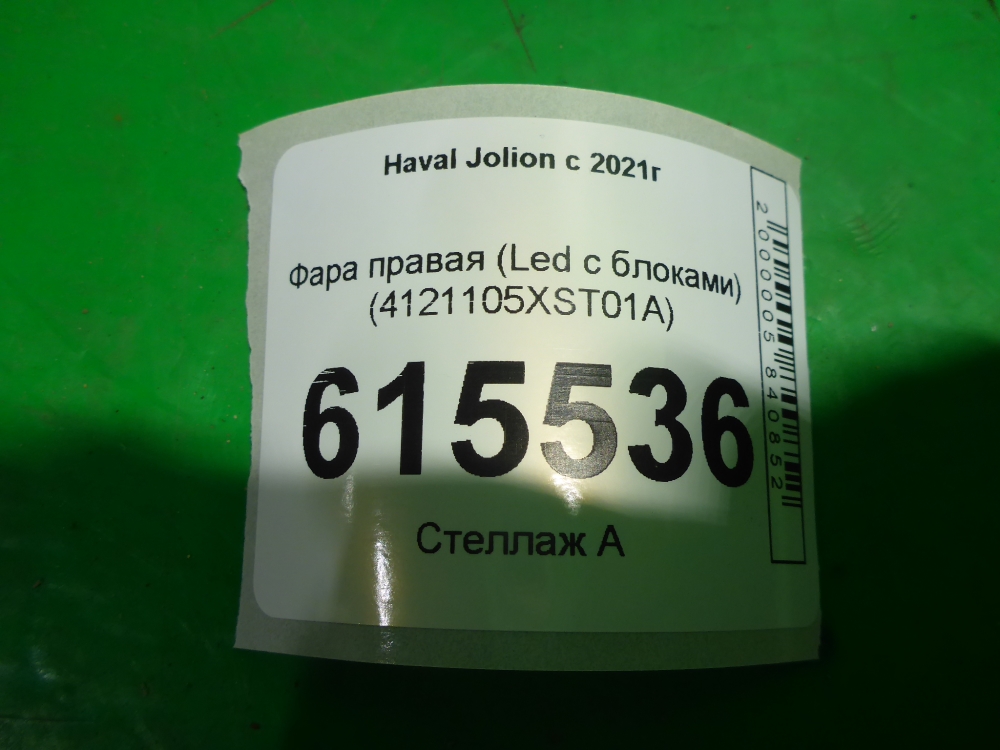 Haval Jolion с 2021г
Фара правая (Led с блоками)
(4121105XST01A)
615536
Стеллаж А
2000005840852